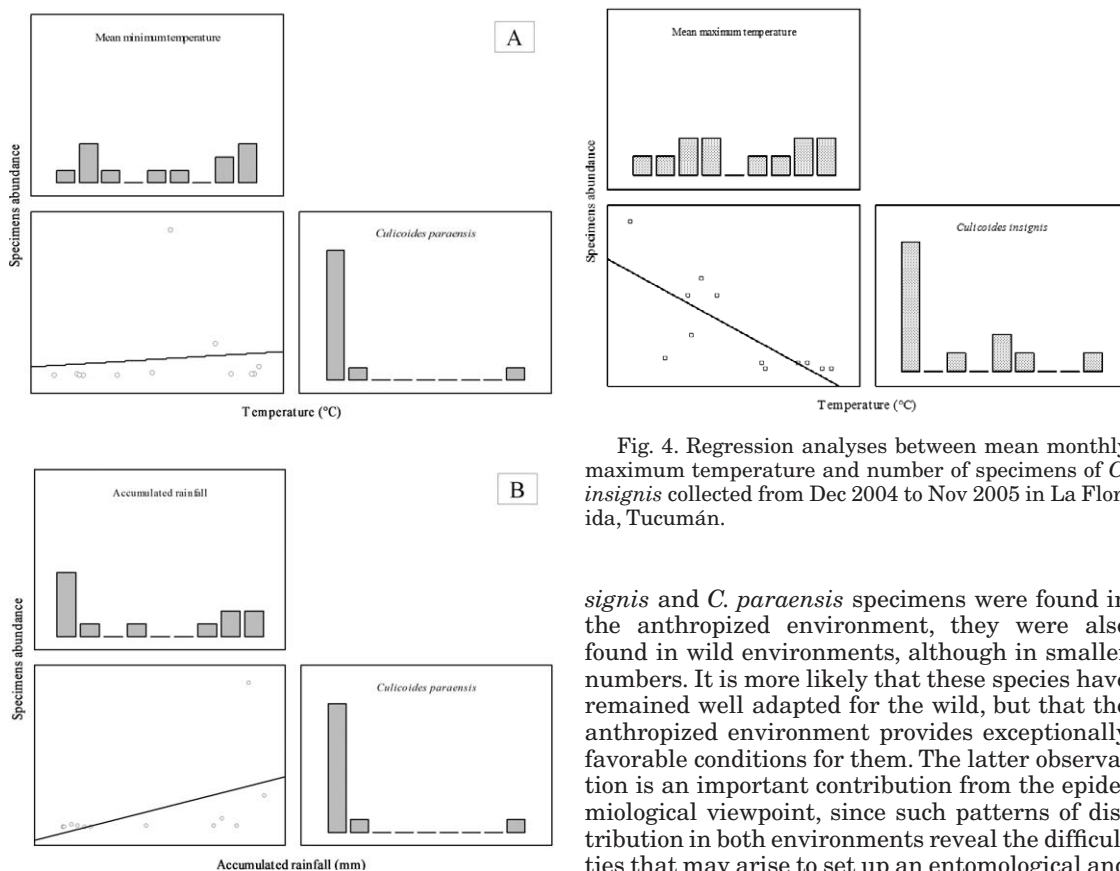 Mean minimum temperature
A
Specimens abundance
Culicoides paraensis
Temperature (°C)
Accumulated rainfall
B
Specimens abundance
Culicoides paraensis
Accumulated rainfall (mm)
Mean maximum temperature
Specimens abundance
Culicoides insignis
Temperature (°C)
Fig. 4. Regression analyses between mean monthly
maximum temperature and number of specimens of C
insignis collected from Dec 2004 to Nov 2005 in La Flor
ida, Tucumán.
signis and C. paraensis specimens were found in
the anthropized environment, they were also
found in wild environments, although in smaller
numbers. It is more likely that these species have
remained well adapted for the wild, but that the
anthropized environment provides exceptionally
favorable conditions for them. The latter observa
tion is an important contribution from the epide
miological viewpoint, since such patterns of dis
tribution in both environments reveal the difficul
ties that may arise to set up an entomological and